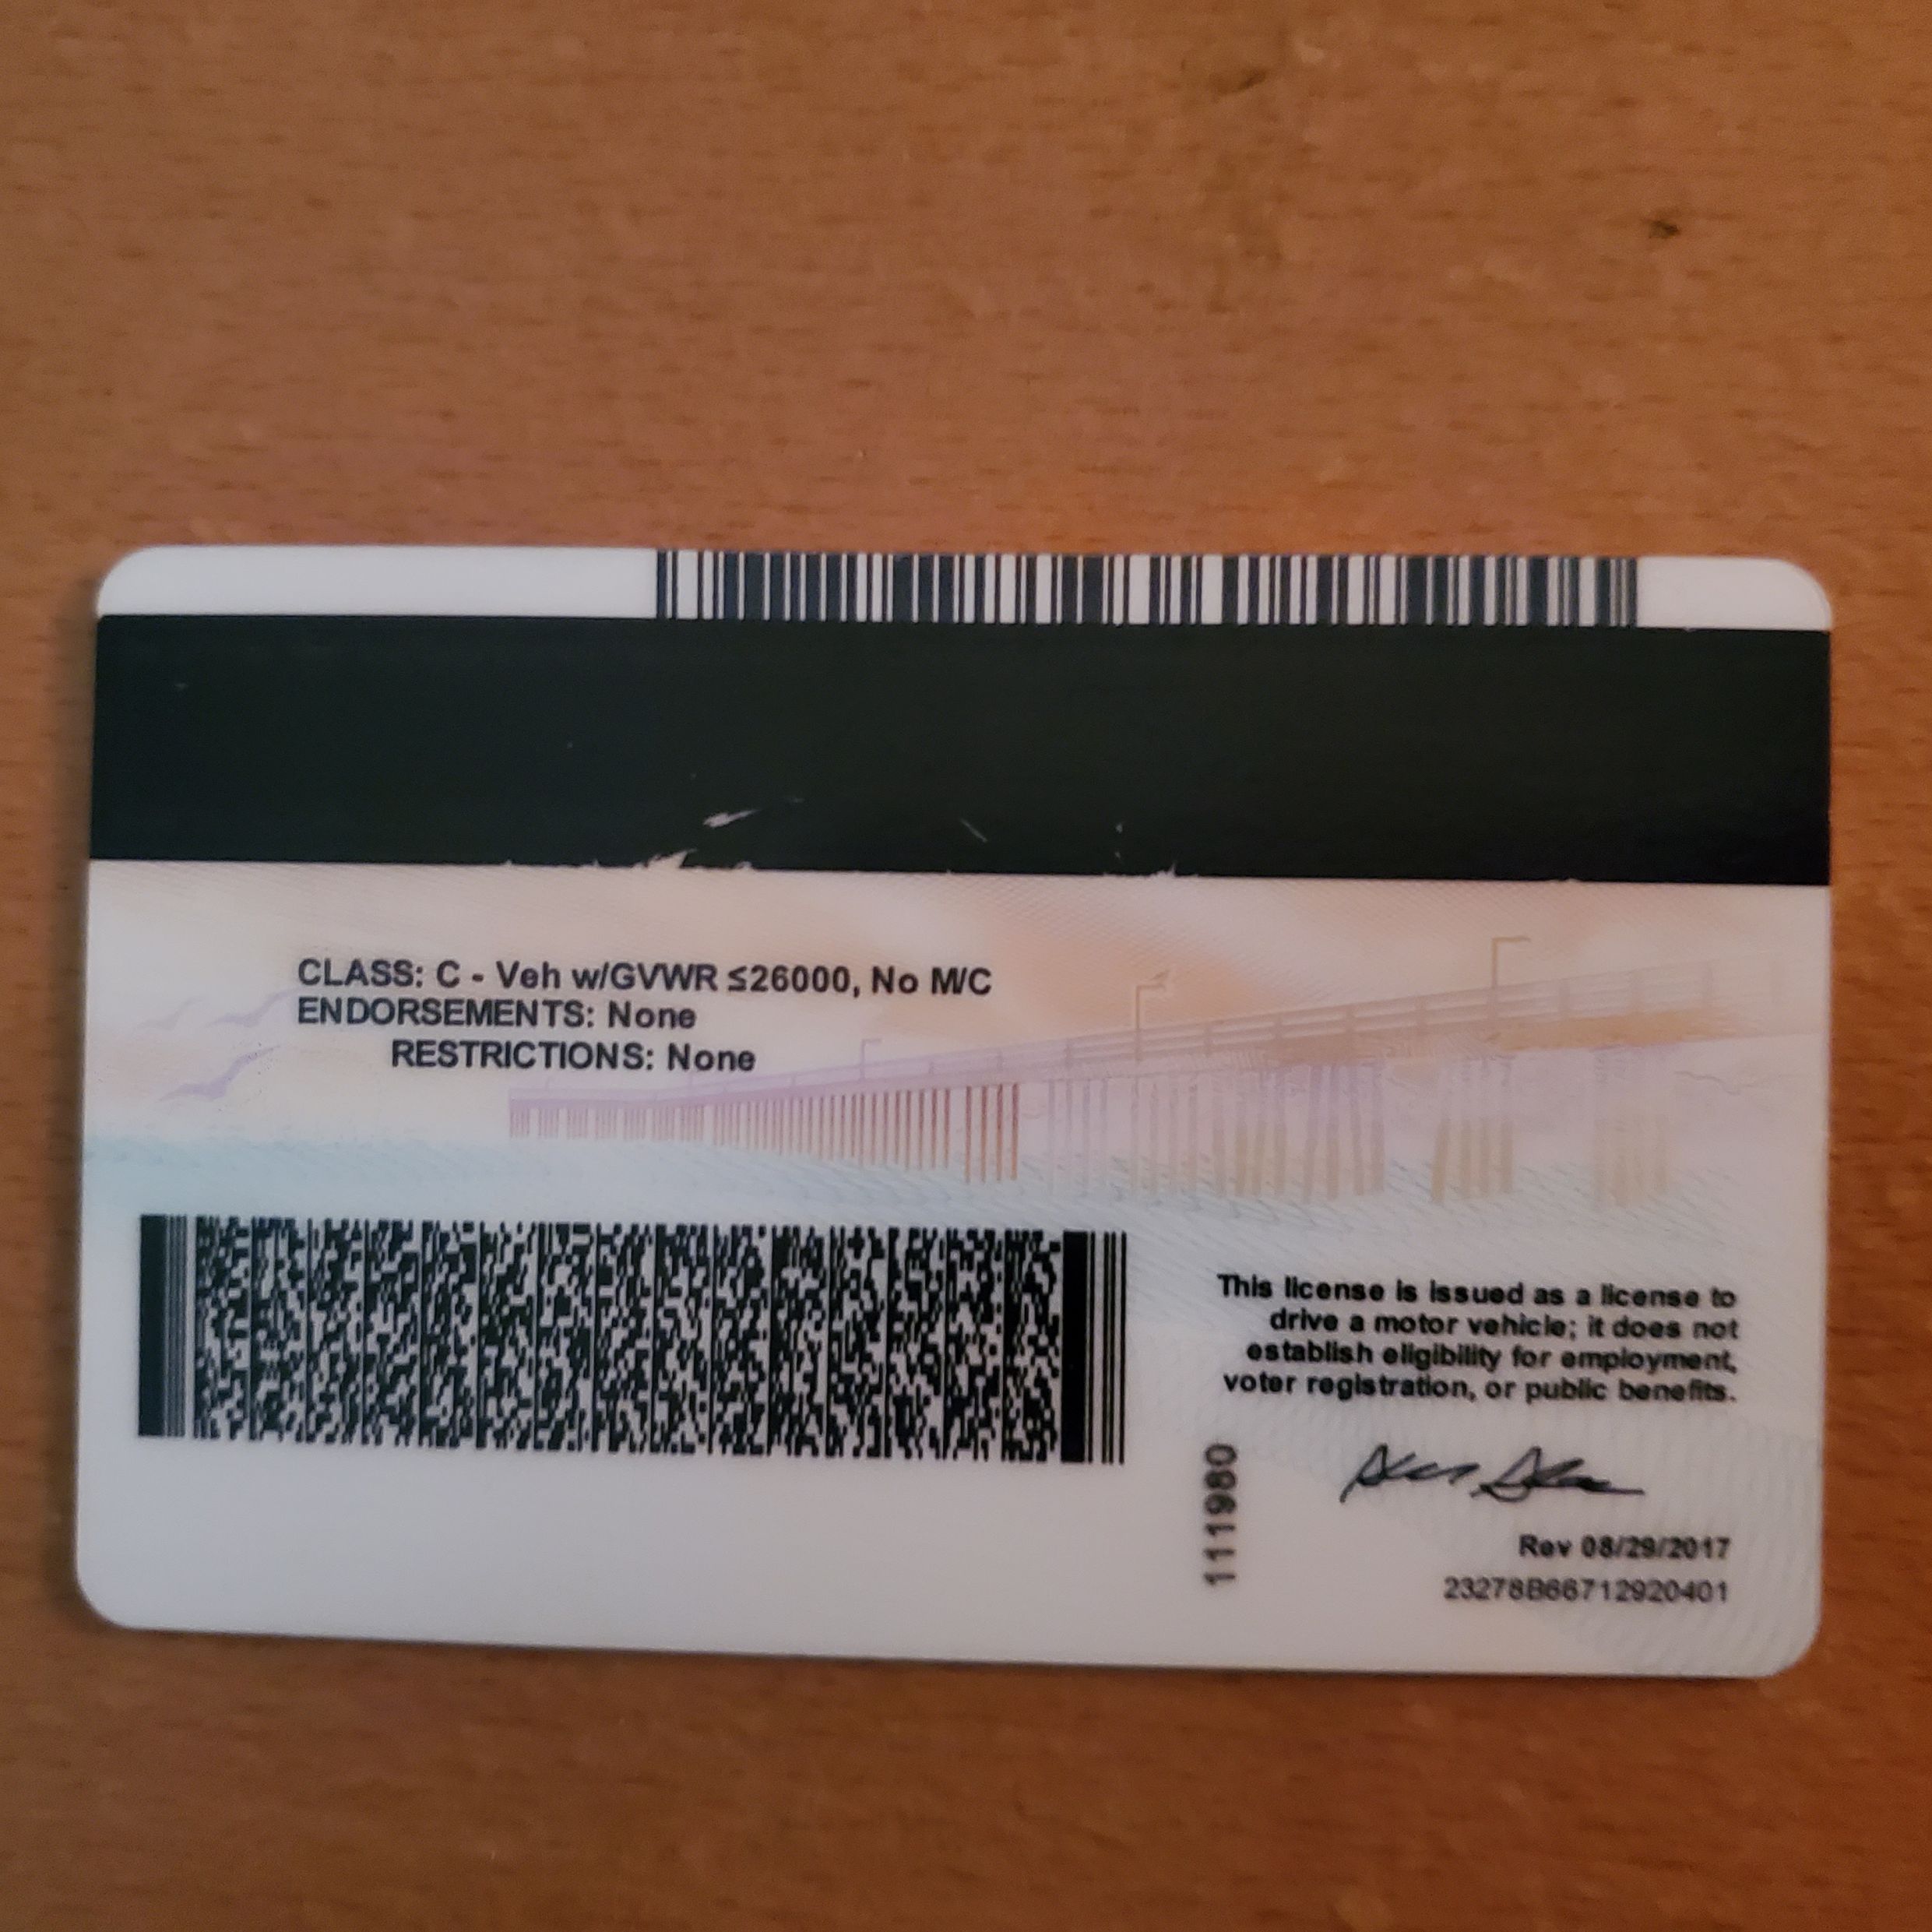 CLASS: C - Veh w/GVWR ≤26000, No M/C
ENDORSEMENTS: None
RESTRICTIONS: None
This license is issued as a license to
drive a motor vehicle; it does not
establish eligibility for employment,
voter registration, or public benefits.
111980
Rev 08/29/2017
23278B66712920401